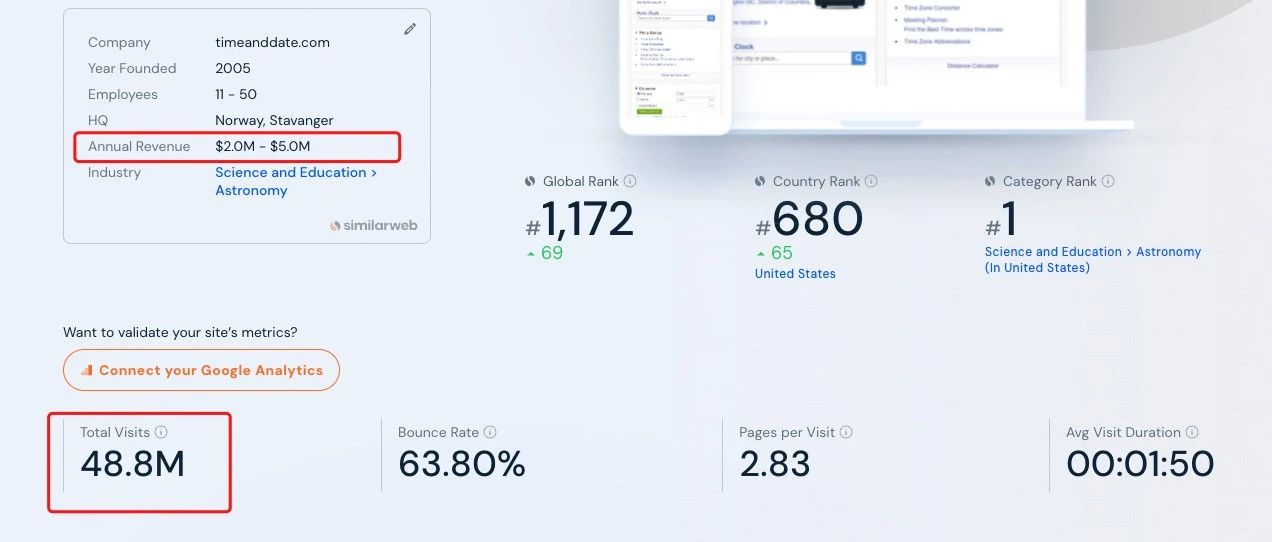 Company timeanddate.com
Year Founded 2005
Employees 11 - 50
HQ Norway, Stavanger
Annual Revenue $2.0M - $5.0M
Industry Science and Education >
Astronomy
similarweb
Time Zone Converter
Meeting Planner
Find the Best Time across time zones
Time Zone Abbreviations
Distance Calculator
Clock
for city or place...
Global Rank
#1,172
69
Country Rank
#680
65
United States
Category Rank
#1
Science and Education > Astronomy
(In United States)
Want to validate your site's metrics?
Connect your Google Analytics
Total Visits
48.8M
Bounce Rate
63.80%
Pages per Visit
2.83
Avg Visit Duration
00:01:50